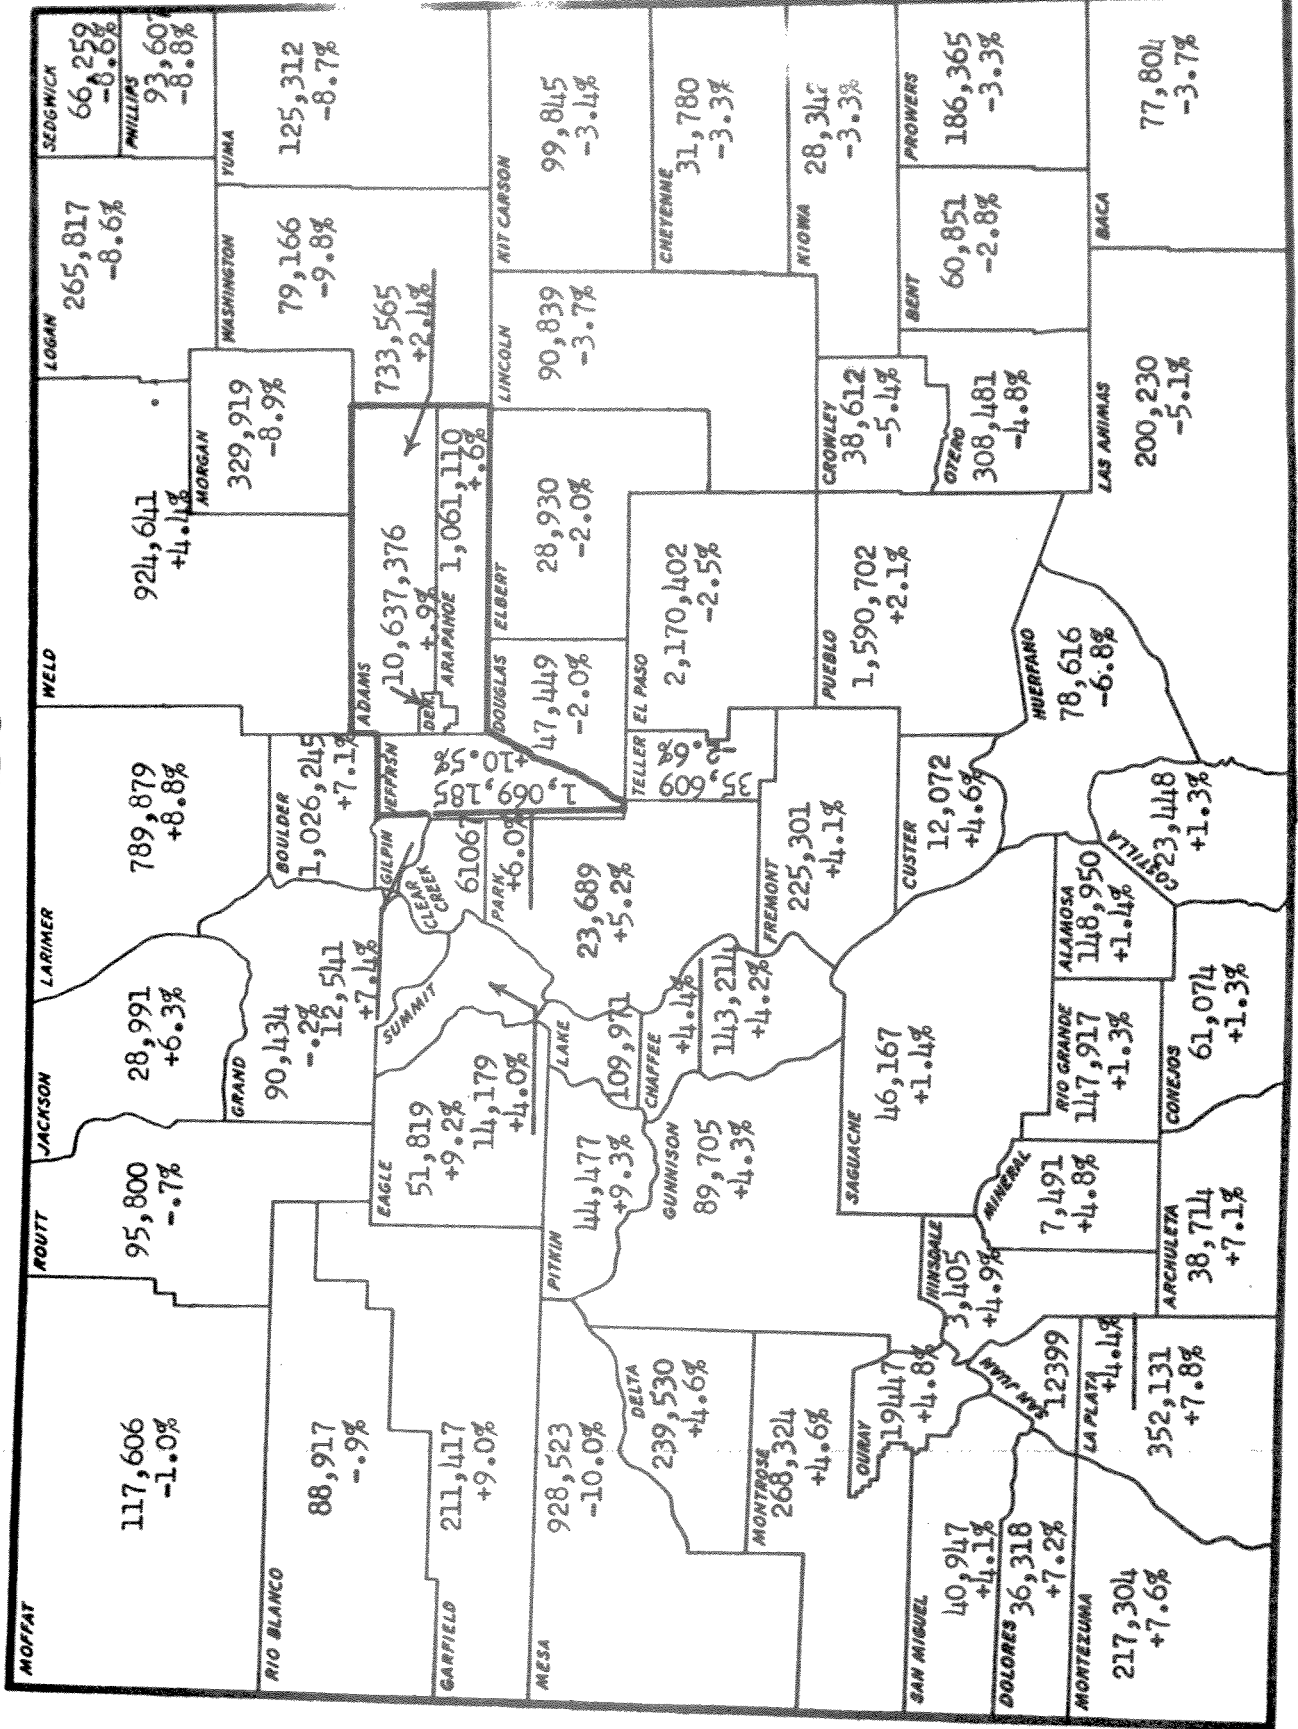 MOFFAT
117,606
-1.0%
ROUTT
95,800
-.7%
JACKSON
28,991
+6.3%
LARIMER
789,879
+8.8%
WELD
924,641
+4.4%
LOGAN
265,817
-8.6%
SEDGWICK
66,259
-8.6%
PHILLIPS
93,607
-8.8%
RIO BLANCO
88,917
-.9%
GRAND
90,434
-.2%
12,541
+7.4%
BOULDER
1,026,245
+7.1%
MORGAN
329,919
-8.9%
WASHINGTON
79,166
-9.8%
YUMA
125,312
-8.7%
GARFIELD
211,417
+9.0%
EAGLE
51,819
+9.2%
14,179
+4.0%
SUMMIT
GILPIN
CLEAR
CREEK
61067
+6.0%
JEFFRSN
1,069,185
+10.5%
ADAMS
10,637,376
+.9%
DEN.
733,565
+2.4%
ARAPAHOE
1,061,110
+.6%
MESA
928,523
-10.0%
PITKIN
44,477
+9.3%
LAKE
109,971
+4.4%
PARK
23,689
+5.2%
DOUGLAS
47,449
-2.0%
ELBERT
28,930
-2.0%
LINCOLN
90,839
-3.7%
KIT CARSON
99,845
-3.4%
DELTA
239,530
+4.6%
GUNNISON
89,705
+4.3%
CHAFFEE
143,214
+4.2%
TELLER
35,809
EL PASO
2,170,402
-2.5%
CHEYENNE
31,780
-3.3%
MONTROSE
268,324
+4.6%
FREMONT
225,301
+4.1%
PUEBLO
1,590,702
+2.1%
CROWLEY
38,612
-5.4%
KIOWA
-3.3%
OURAY
19447
+4.8%
SAGUACHE
46,167
+1.4%
CUSTER
12,072
+4.6%
OTERO
308,481
-4.8%
BENT
60,851
-2.8%
PROWERS
186,365
-3.3%
SAN MIGUEL
40,947
+4.1%
HINSDALE
3,405
+4.9%
MINERAL
7,491
+4.8%
HUERFANO
78,616
-6.8%
DOLORES
36,318
+7.2%
SAN JUAN
12399
+4.4%
RIO GRANDE
147,917
+1.3%
ALAMOSA
148,950
+1.4%
LAS ANIMAS
200,230
-5.1%
BACA
77,804
-3.7%
MONTEZUMA
217,304
+7.6%
LA PLATA
352,131
+7.8%
ARCHULETA
38,714
+7.1%
CONEJOS
61,074
+1.3%
COSTILLA
23,448
+1.3%